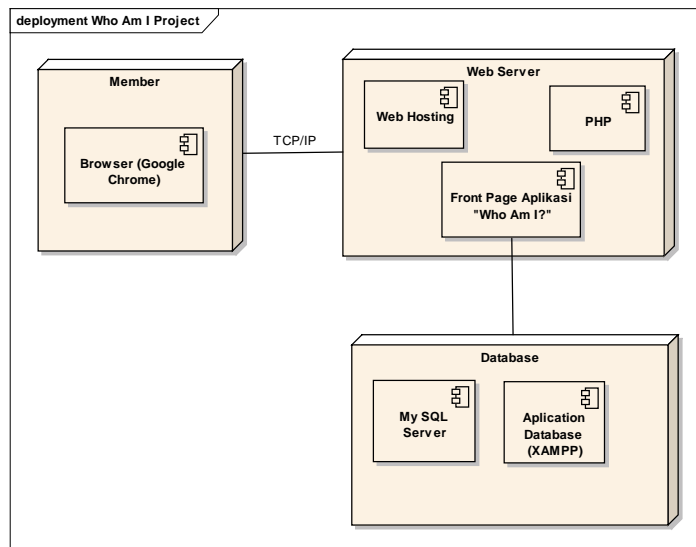 deployment Who Am I Project
Member
Browser (Google
Chrome)
TCP/IP
Web Server
Web Hosting
PHP
Front Page Aplikasi
"Who Am I?"
Database
My SQL
Server
Aplication
Database
(XAMPP)